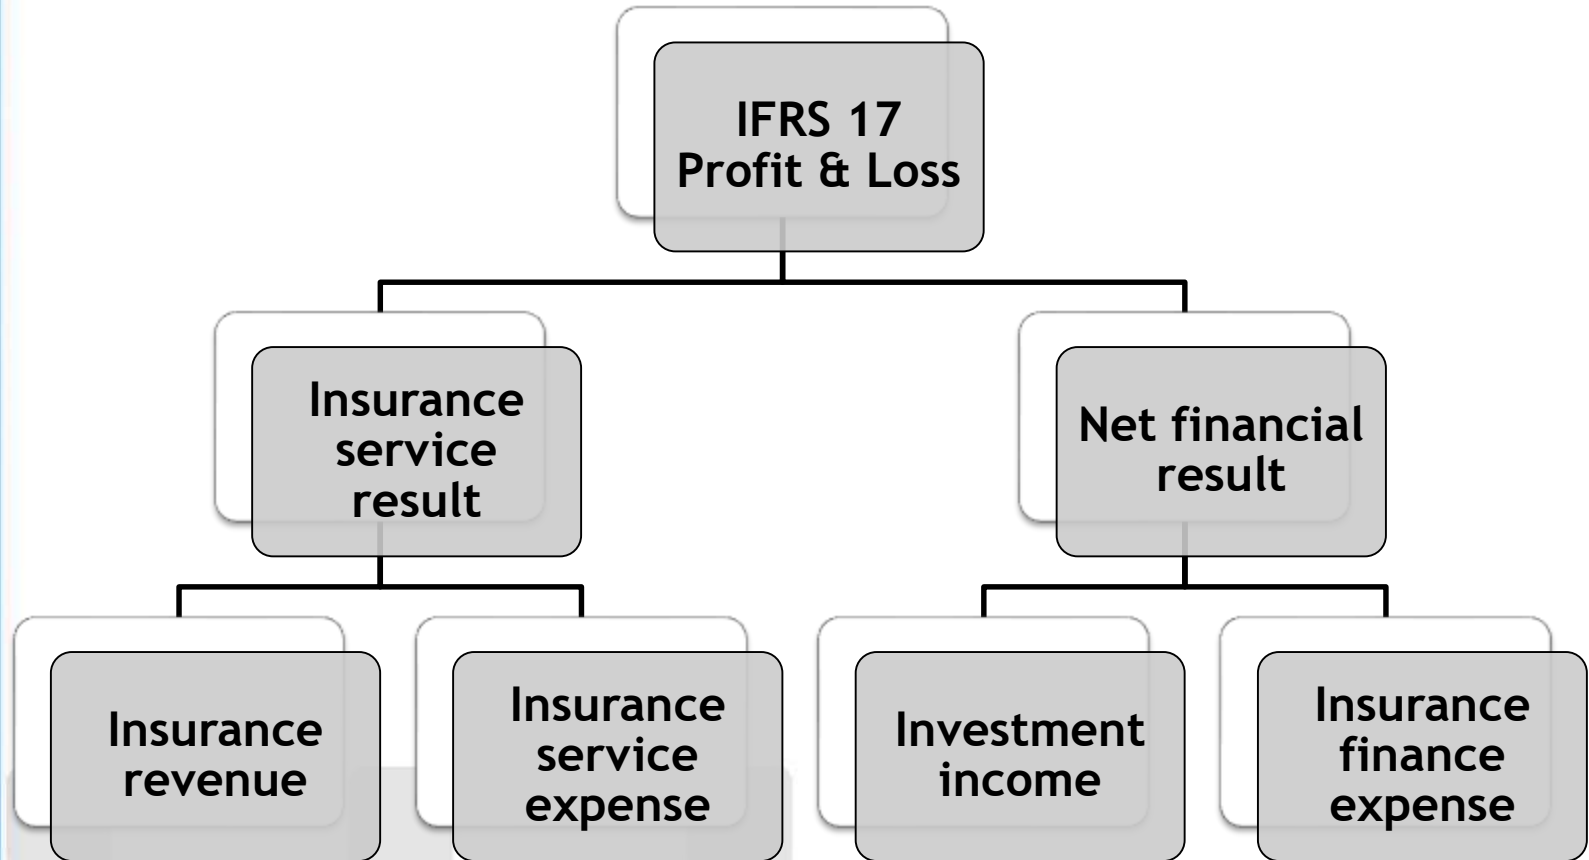 IFRS 17
Profit & Loss
Insurance
service
result
Net financial
result
Insurance
revenue
Insurance
service
expense
Investment
income
Insurance
finance
expense